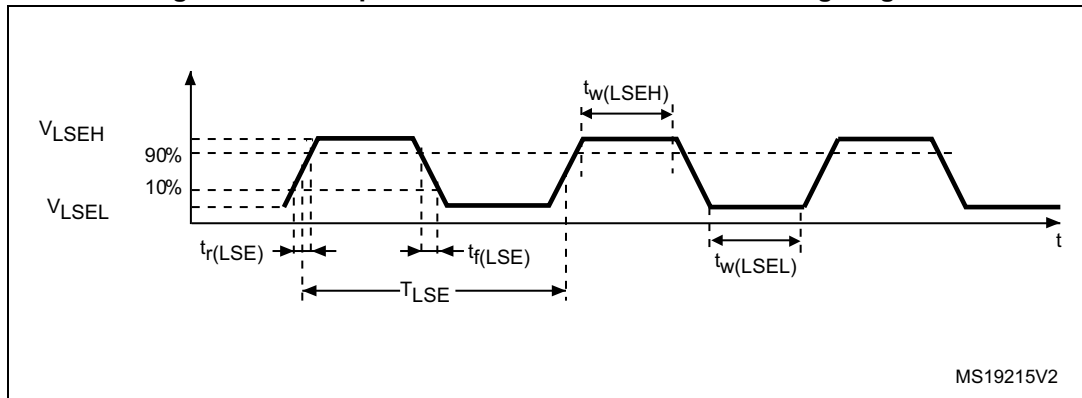 tw(LSEH)
VLSEH
90%
10%
VLSEL
tr(LSE)
tf(LSE)
t
tw(LSEL)
TLSE
MS19215V2